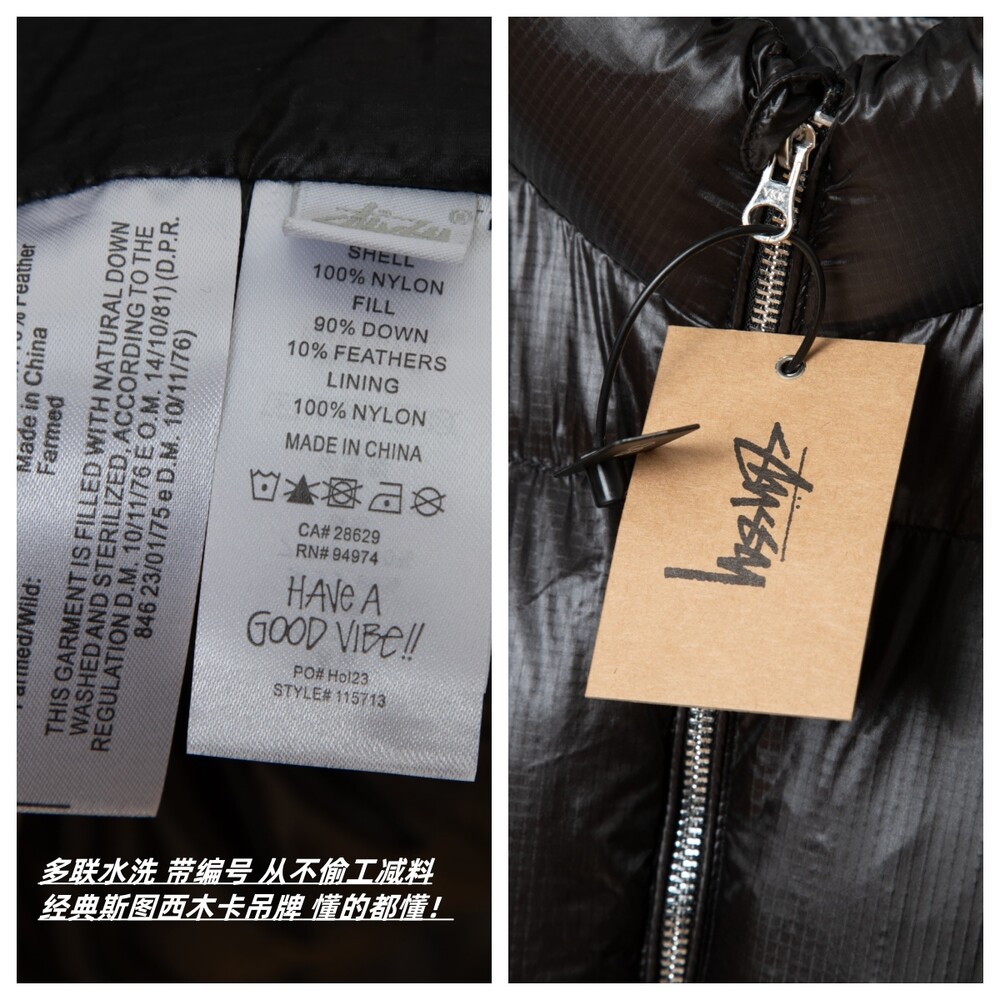 Made in China
Farmed
Farmed/Wild:
THIS GARMENT IS FILLED WITH NATURAL DOWN
WASHED AND STERILIZED, ACCORDING TO THE
REGULATION D.M. 10/11/76 E O.M. 14/10/81) (D.P.R.
846 23/01/75 e D.M. 10/11/76)
Stüssy®
SHELL
100% NYLON
FILL
90% DOWN
10% FEATHERS
LINING
100% NYLON
MADE IN CHINA
CA# 28629
RN# 94974
HAVE A
GOOD VIBE!!
PO# Hol23
STYLE# 115713
多联水洗 带编号 从不偷工减料
经典斯图西木卡吊牌 懂的都懂！
YKK
Stüssy